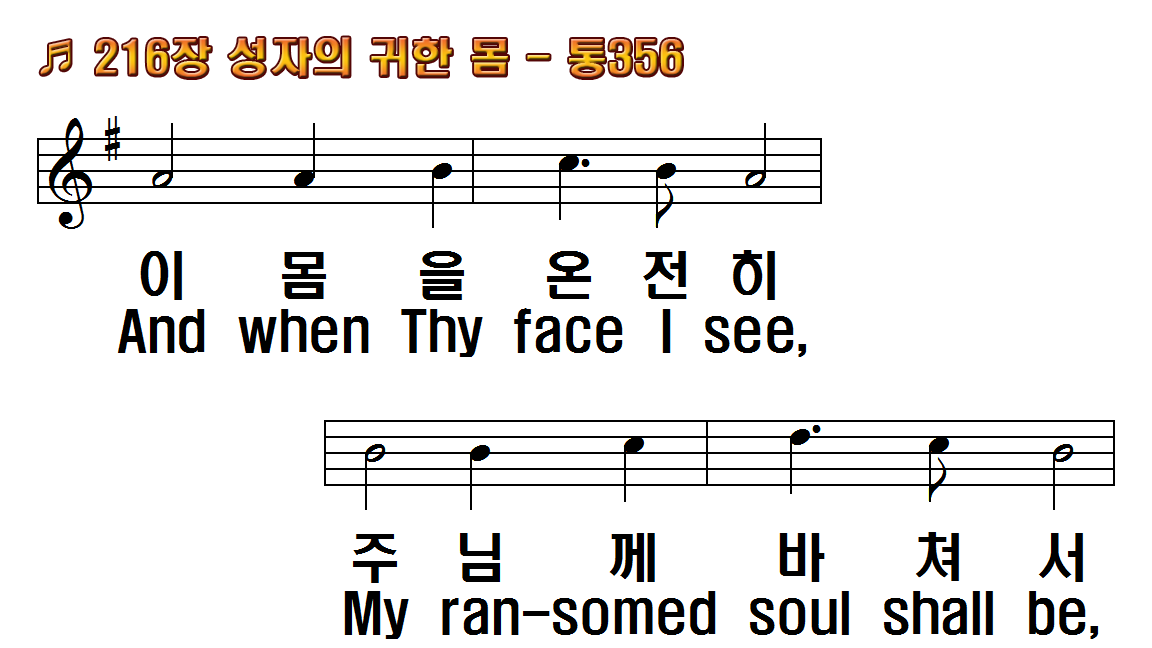 216장 성자의 귀한 몸 - 통356
이 몸 을 온 전 히
And when Thy face I see,
주 님 께 바 쳐 서
My ran-somed soul shall be,